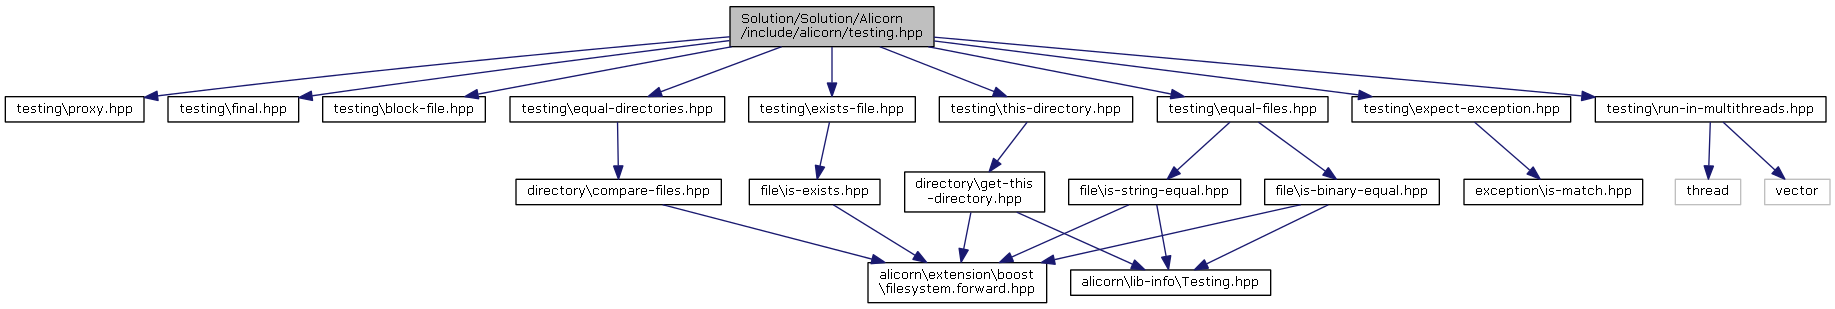 Solution/Solution/Alicorn
/include/alicorn/testing.hpp
testing\proxy.hpp
testing\final.hpp
testing\block-file.hpp
testing\equal-directories.hpp
testing\exists-file.hpp
testing\this-directory.hpp
testing\equal-files.hpp
testing\expect-exception.hpp
testing\run-in-multithreads.hpp
directory\compare-files.hpp
file\is-exists.hpp
directory\get-this
-directory.hpp
file\is-string-equal.hpp
file\is-binary-equal.hpp
exception\is-match.hpp
thread
vector
alicorn\extension\boost
\filesystem.forward.hpp
alicorn\lib-info\Testing.hpp